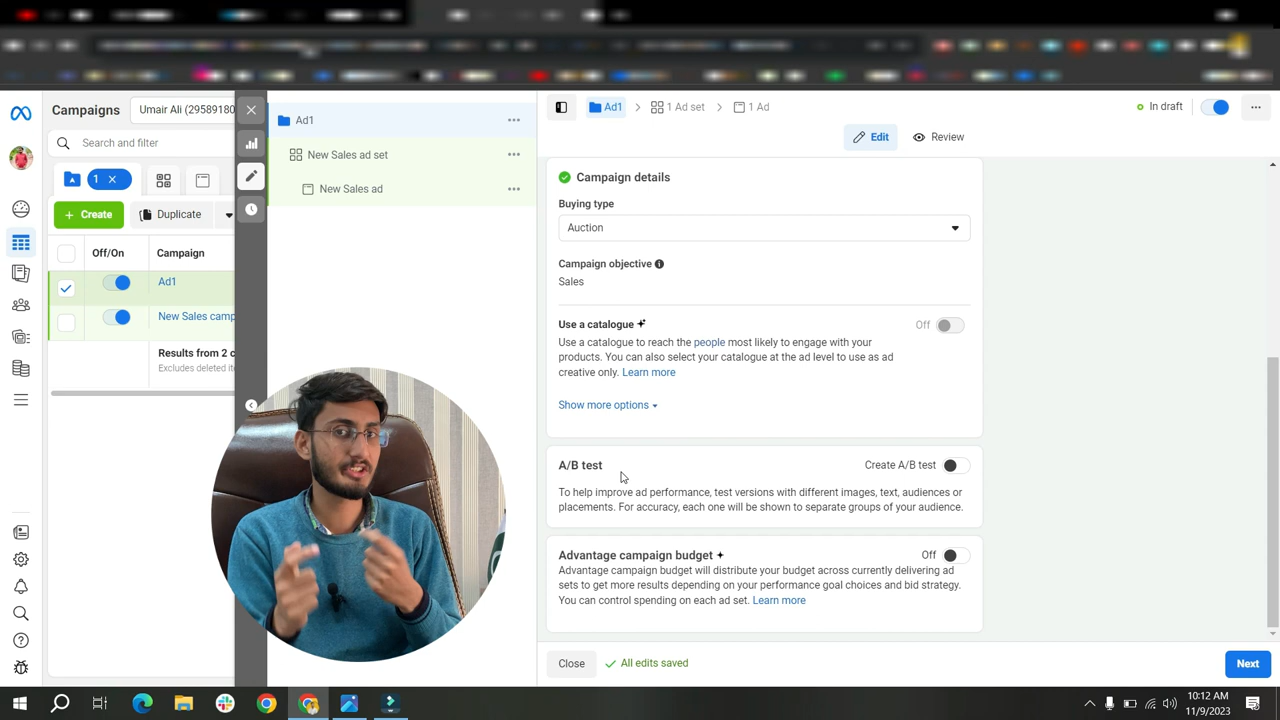 Campaigns
Umair Ali (29589180
Search and filter
1
Create
Duplicate
Off/On
Campaign
Ad1
New Sales camp
Results from 2 c
Excludes deleted ite
Ad1
New Sales ad set
New Sales ad
Ad1
1 Ad set
1 Ad
In draft
Edit
Review
Campaign details
Buying type
Auction
Campaign objective
Sales
Use a catalogue
Off
Use a catalogue to reach the people most likely to engage with your
products. You can also select your catalogue at the ad level to use as ad
creative only. Learn more
Show more options
A/B test
Create A/B test
To help improve ad performance, test versions with different images, text, audiences or
placements. For accuracy, each one will be shown to separate groups of your audience.
Advantage campaign budget
Off
Advantage campaign budget will distribute your budget across currently delivering ad
sets to get more results depending on your performance goal choices and bid strategy.
You can control spending on each ad set. Learn more
Close
All edits saved
Next
10:12 AM
11/9/2023